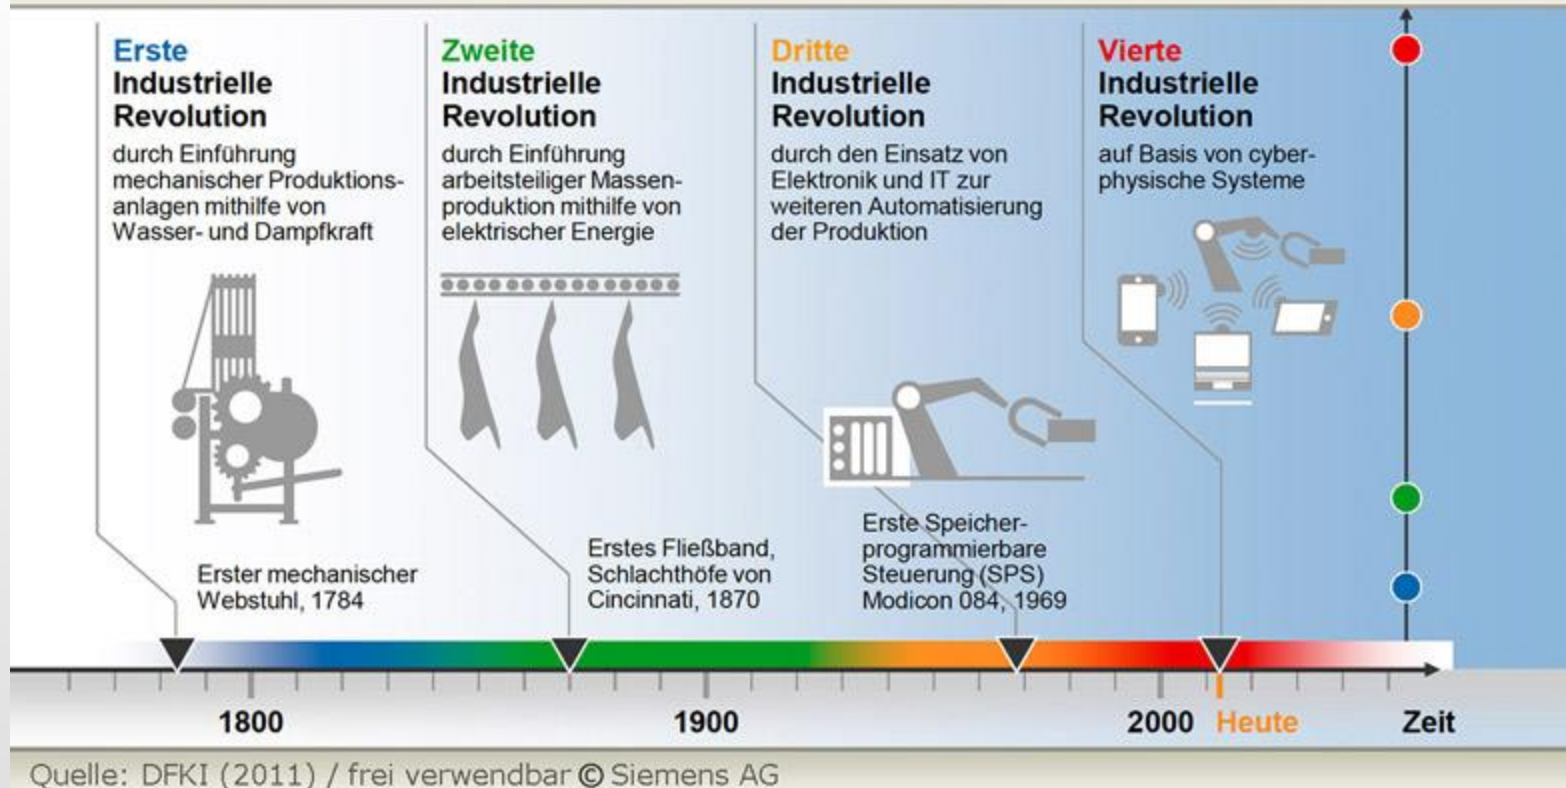 Erste
Industrielle
Revolution
durch Einführung
mechanischer Produktions-
anlagen mithilfe von
Wasser- und Dampfkraft
Erster mechanischer
Webstuhl, 1784
Zweite
Industrielle
Revolution
durch Einführung
arbeitsteiliger Massen-
produktion mithilfe von
elektrischer Energie
Erstes Fließband,
Schlachthöfe von
Cincinnati, 1870
Dritte
Industrielle
Revolution
durch den Einsatz von
Elektronik und IT zur
weiteren Automatisierung
der Produktion
Erste Speicher-
programmierbare
Steuerung (SPS)
Modicon 084, 1969
Vierte
Industrielle
Revolution
auf Basis von cyber-
physische Systeme
1800
1900
2000
Heute
Zeit
Quelle: DFKI (2011) / frei verwendbar © Siemens AG